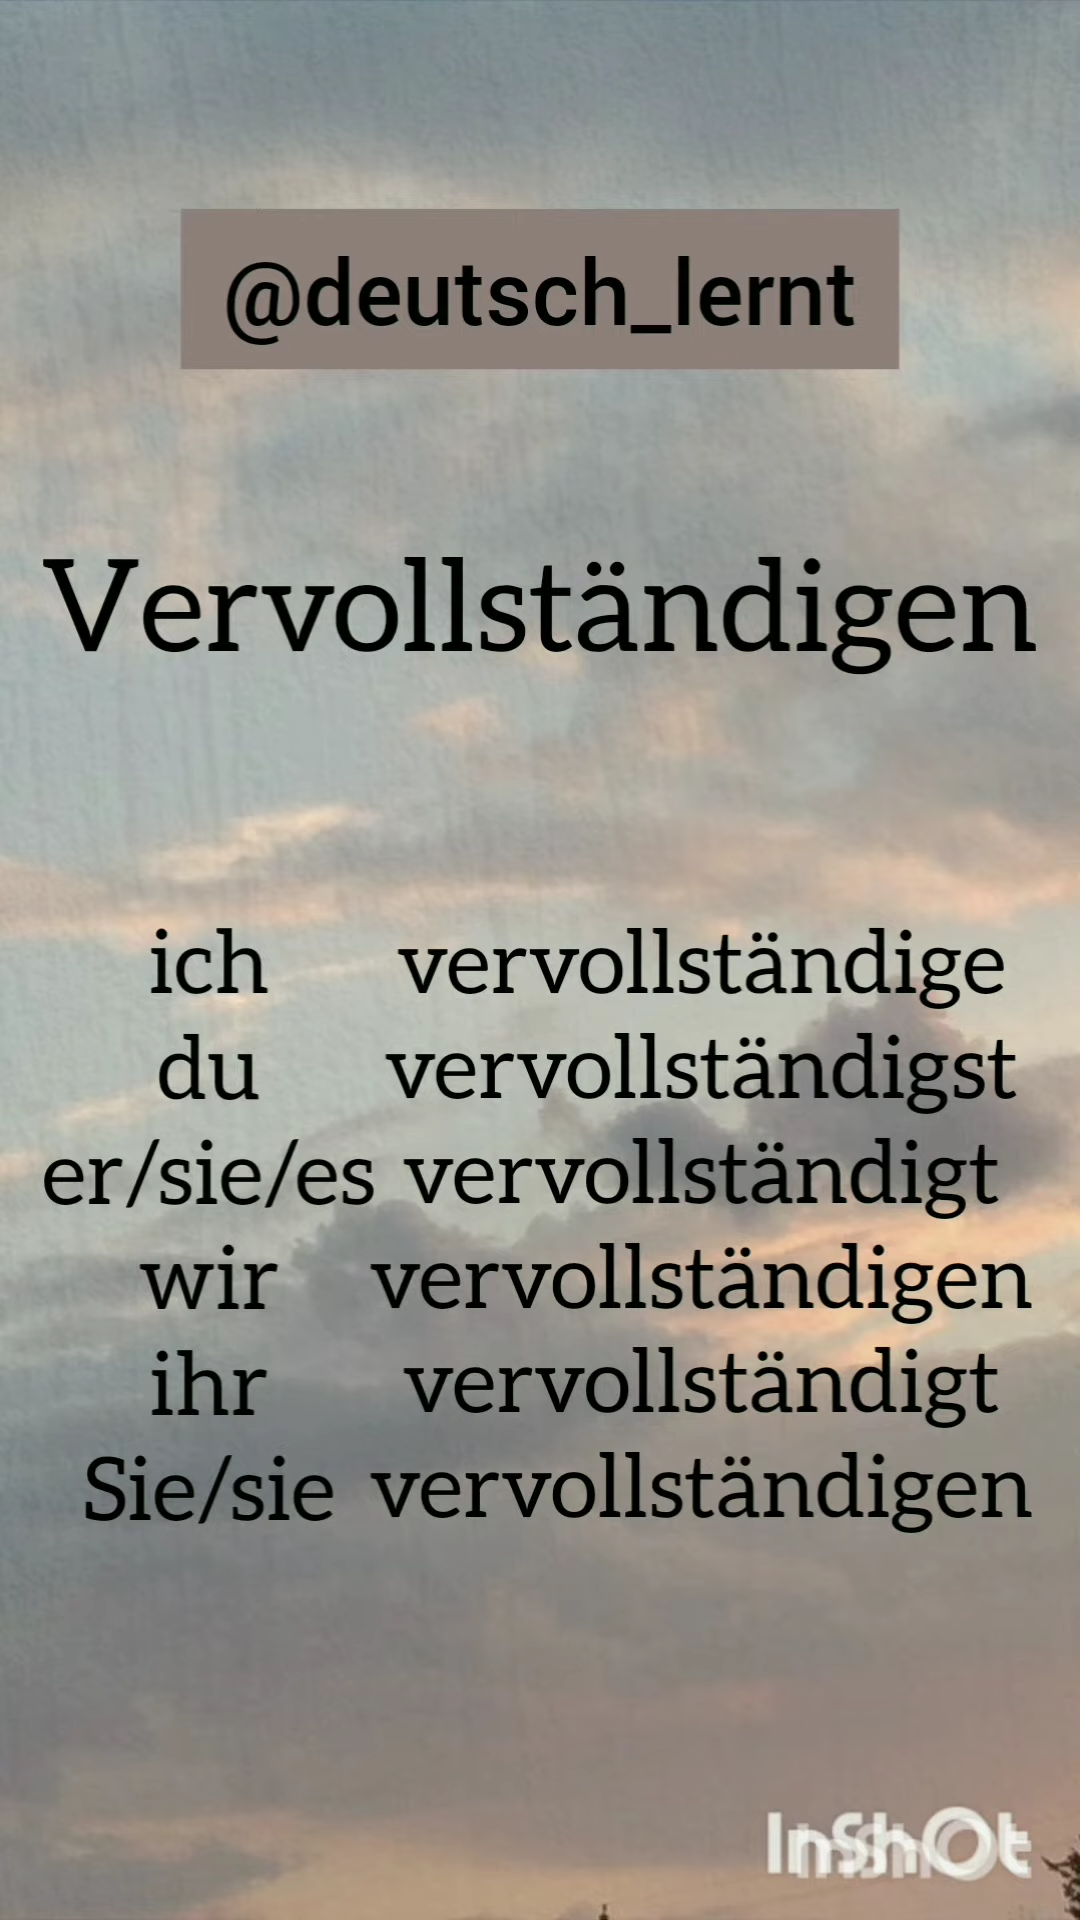 @deutsch_lernt
Vervollständigen
ich vervollständige
du vervollständigst
er/sie/es vervollständigt
wir vervollständigen
ihr vervollständigt
Sie/sie vervollständigen
InShOt